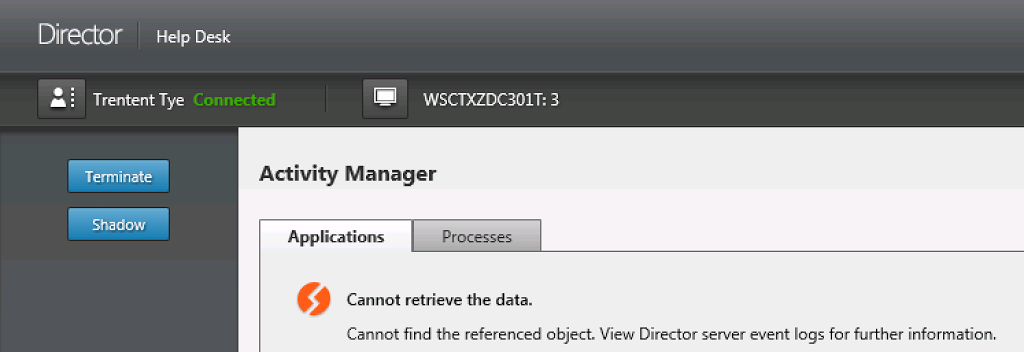 Director Help Desk
Trentent Tye Connected WSCTXZDC301T: 3
Terminate
Shadow
Activity Manager
Applications Processes
Cannot retrieve the data.
Cannot find the referenced object. View Director server event logs for further information.